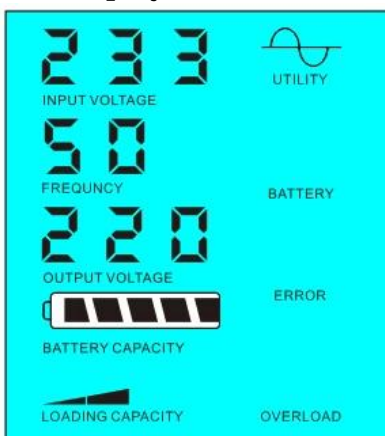 233
INPUT VOLTAGE
UTILITY
50
FREQUNCY
BATTERY
220
OUTPUT VOLTAGE
ERROR
BATTERY CAPACITY
LOADING CAPACITY
OVERLOAD